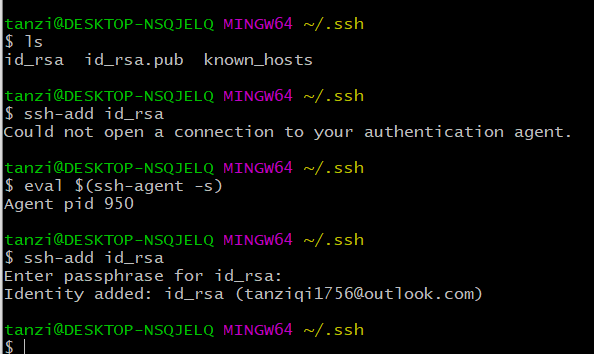 tanzi@DESKTOP-NSQJELQ MINGW64 ~/.ssh
$ ls
id_rsa  id_rsa.pub  known_hosts
tanzi@DESKTOP-NSQJELQ MINGW64 ~/.ssh
$ ssh-add id_rsa
Could not open a connection to your authentication agent.
tanzi@DESKTOP-NSQJELQ MINGW64 ~/.ssh
$ eval $(ssh-agent -s)
Agent pid 950
tanzi@DESKTOP-NSQJELQ MINGW64 ~/.ssh
$ ssh-add id_rsa
Enter passphrase for id_rsa:
Identity added: id_rsa (tanziqi1756@outlook.com)
tanzi@DESKTOP-NSQJELQ MINGW64 ~/.ssh
$